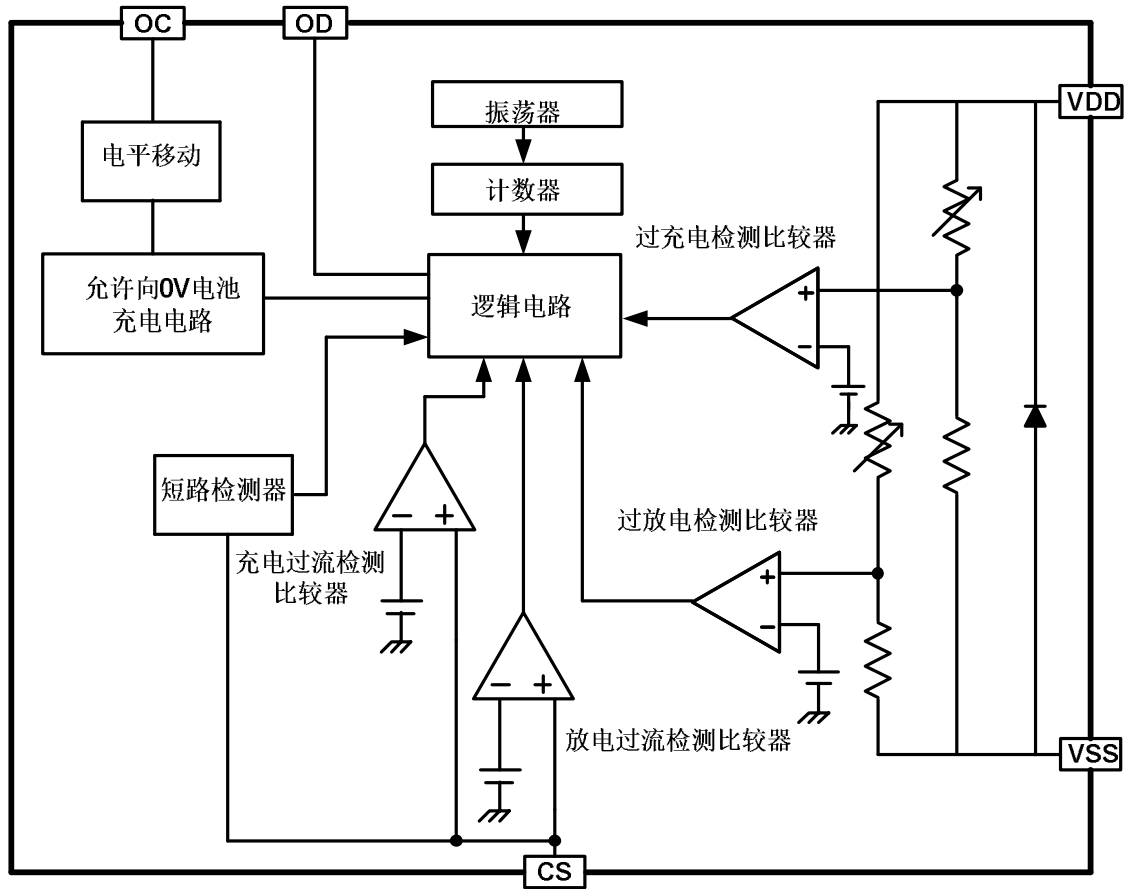 OC
OD
振荡器
VDD
电平移动
计数器
过充电检测比较器
允许向0V电池
充电电路
逻辑电路
+
−
短路检测器
− +
过放电检测比较器
充电过流检测
比较器
+
−
− +
放电过流检测比较器
VSS
CS